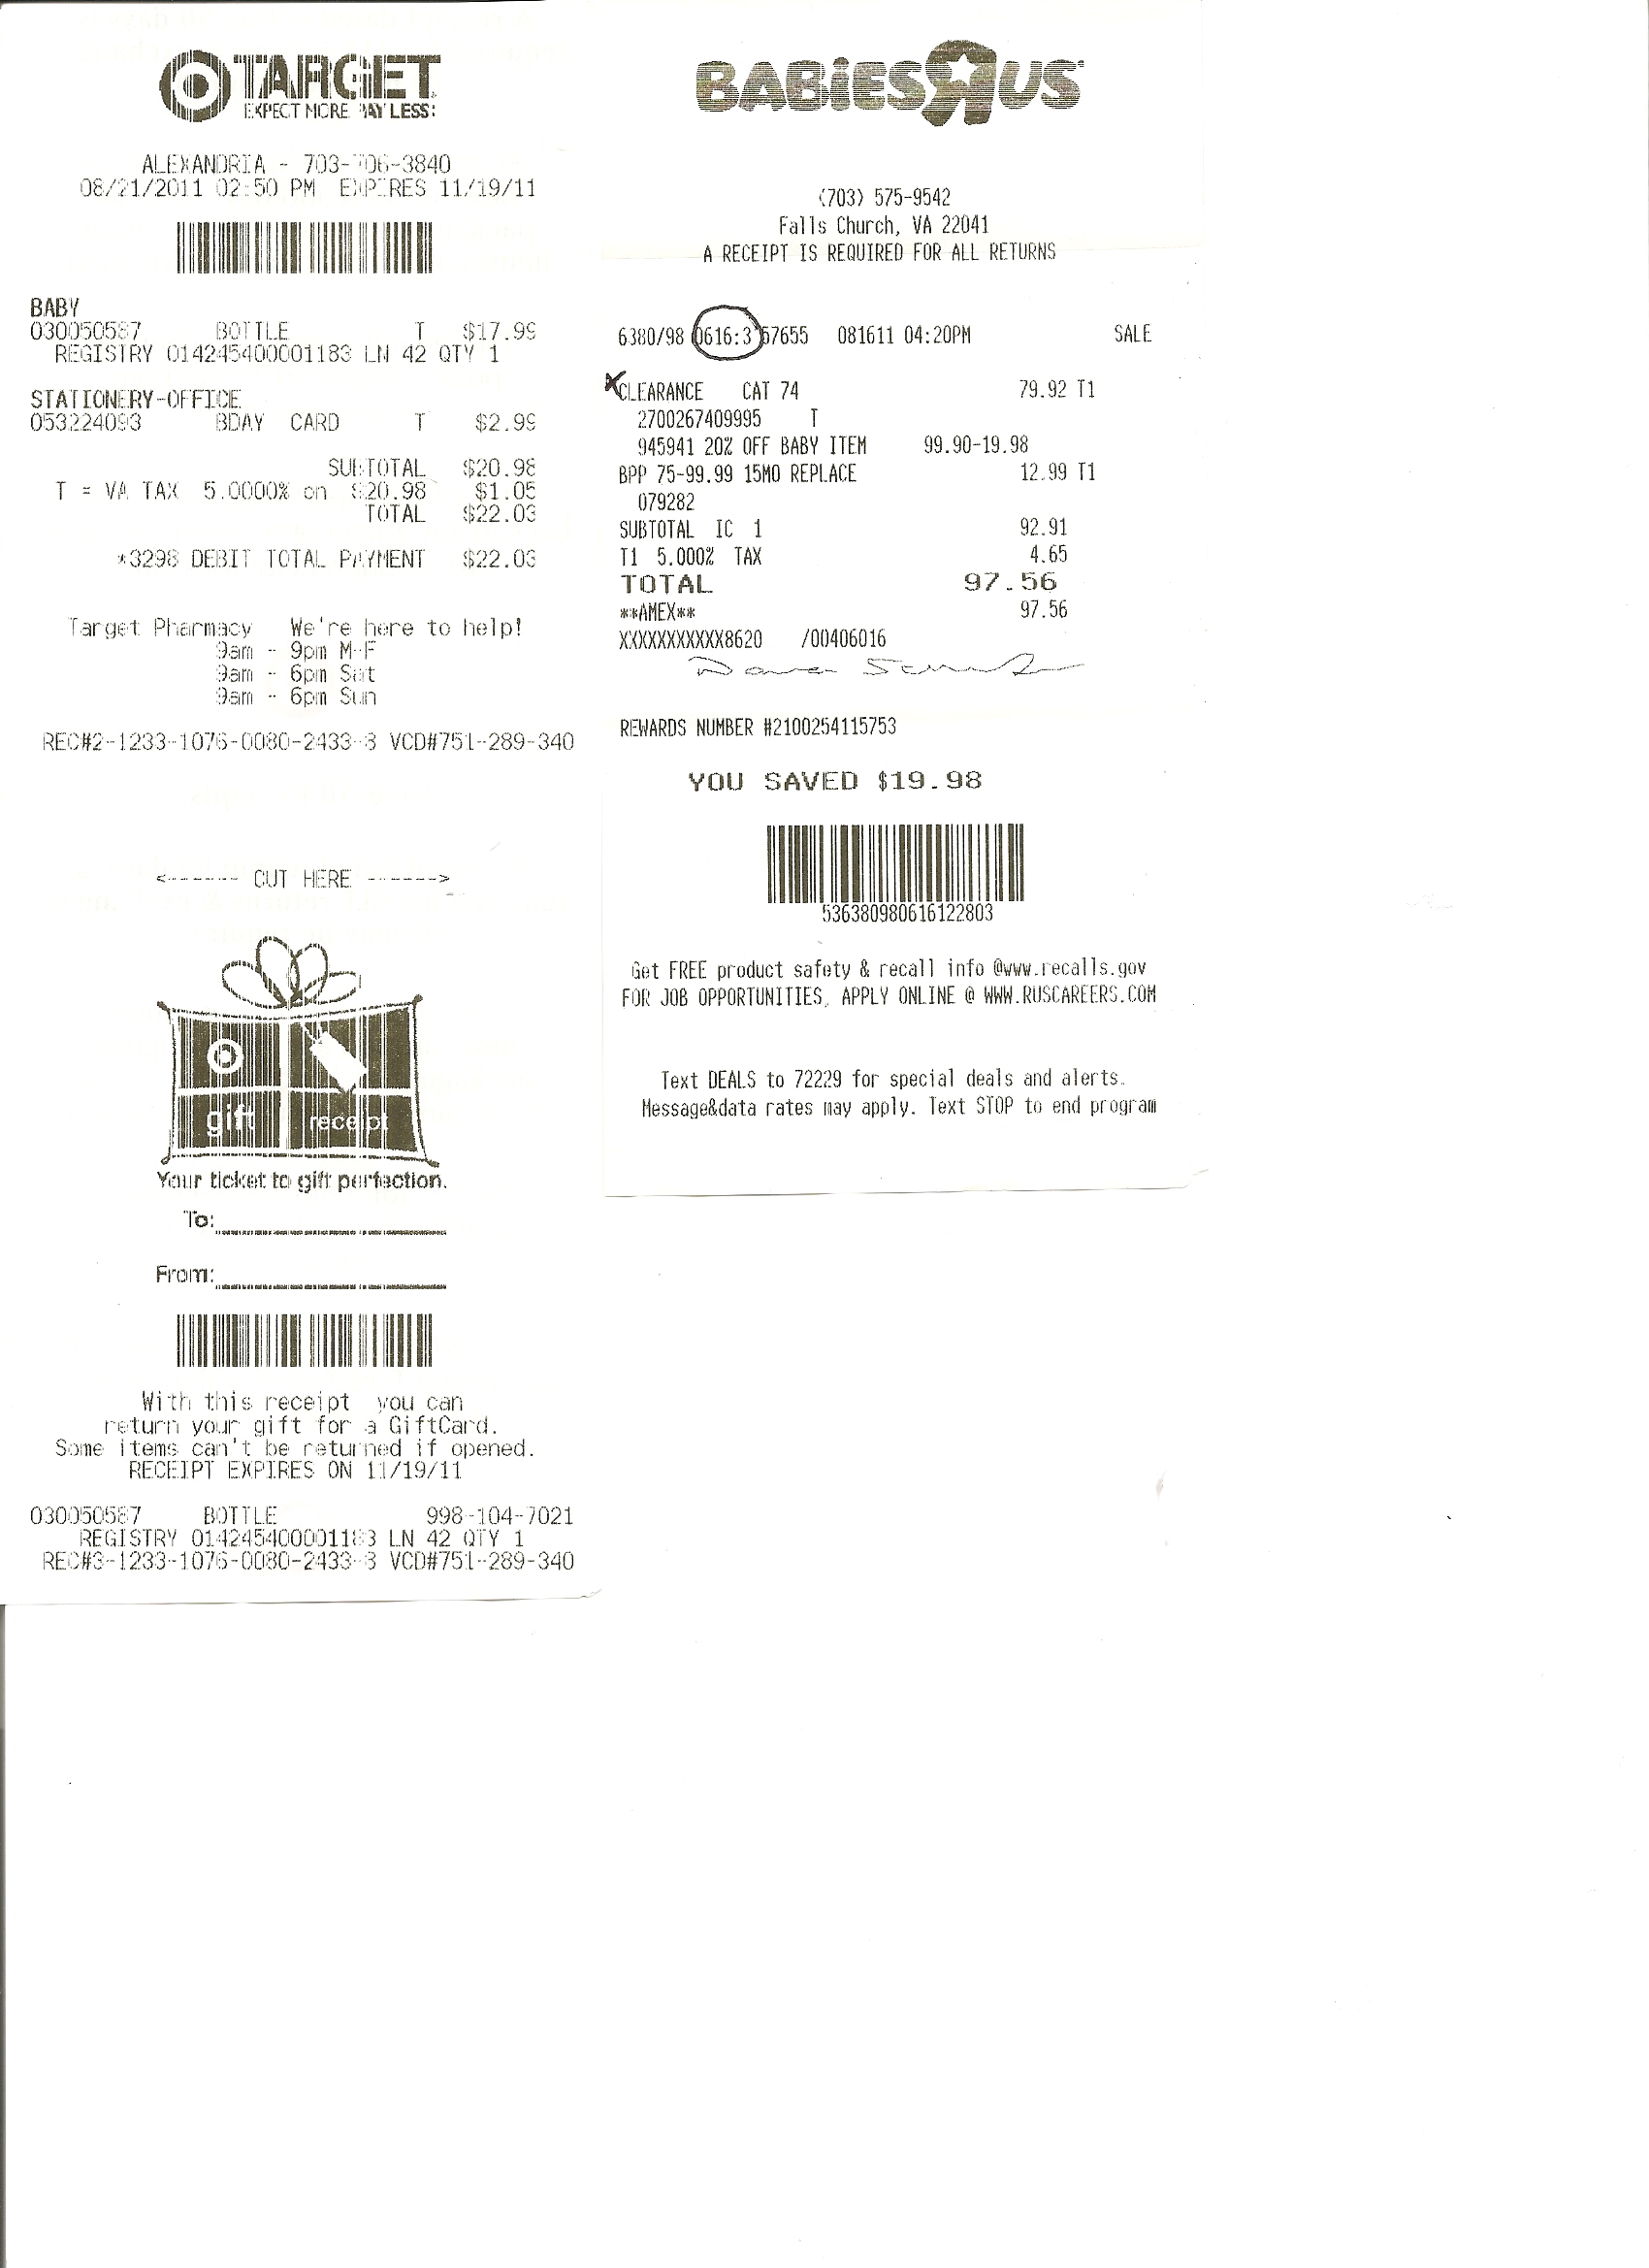 TARGET
EXPECT MORE. PAY LESS.
ALEXANDRIA - 703-706-3840
08/21/2011 02:50 PM EXPIRES 11/19/11
BABY
030050587 BOTTLE T $17.99
REGISTRY 014245400001183 LN 42 QTY 1
STATIONERY-OFFICE
053224093 BDAY CARD T $2.99
SUBTOTAL $20.98
T = VA TAX 5.0000% on $20.98 $1.05
TOTAL $22.03
*3298 DEBIT TOTAL PAYMENT $22.03
Target Pharmacy We're here to help!
9am - 9pm M-F
9am - 6pm Sat
9am - 6pm Sun
REC#2-1233-1076-0080-2433-8 VCD#751-289-340
<------ CUT HERE ------>
gift receipt
Your ticket to gift perfection.
To:
From:
With this receipt you can
return your gift for a GiftCard.
Some items can't be returned if opened.
RECEIPT EXPIRES ON 11/19/11
030050587 BOTTLE 998-104-7021
REGISTRY 014245400001183 LN 42 QTY 1
REC#3-1233-1076-0080-2433-8 VCD#751-289-340
BABiESRUS
(703) 575-9542
Falls Church, VA 22041
A RECEIPT IS REQUIRED FOR ALL RETURNS
6380/98 0616:3 57655 081611 04:20PM SALE
CLEARANCE CAT 74 79.92 T1
2700267409995 T
945941 20% OFF BABY ITEM 99.90-19.98
BPP 75-99.99 15MO REPLACE 12.99 T1
079282
SUBTOTAL IC 1 92.91
T1 5.000% TAX 4.65
TOTAL 97.56
**AMEX** 97.56
XXXXXXXXXXX8620 /00406016
REWARDS NUMBER #2100254115753
YOU SAVED $19.98
536380980616122803
Get FREE product safety & recall info @www.recalls.gov
FOR JOB OPPORTUNITIES, APPLY ONLINE @ WWW.RUSCAREERS.COM
Text DEALS to 72229 for special deals and alerts.
Message&data rates may apply. Text STOP to end program